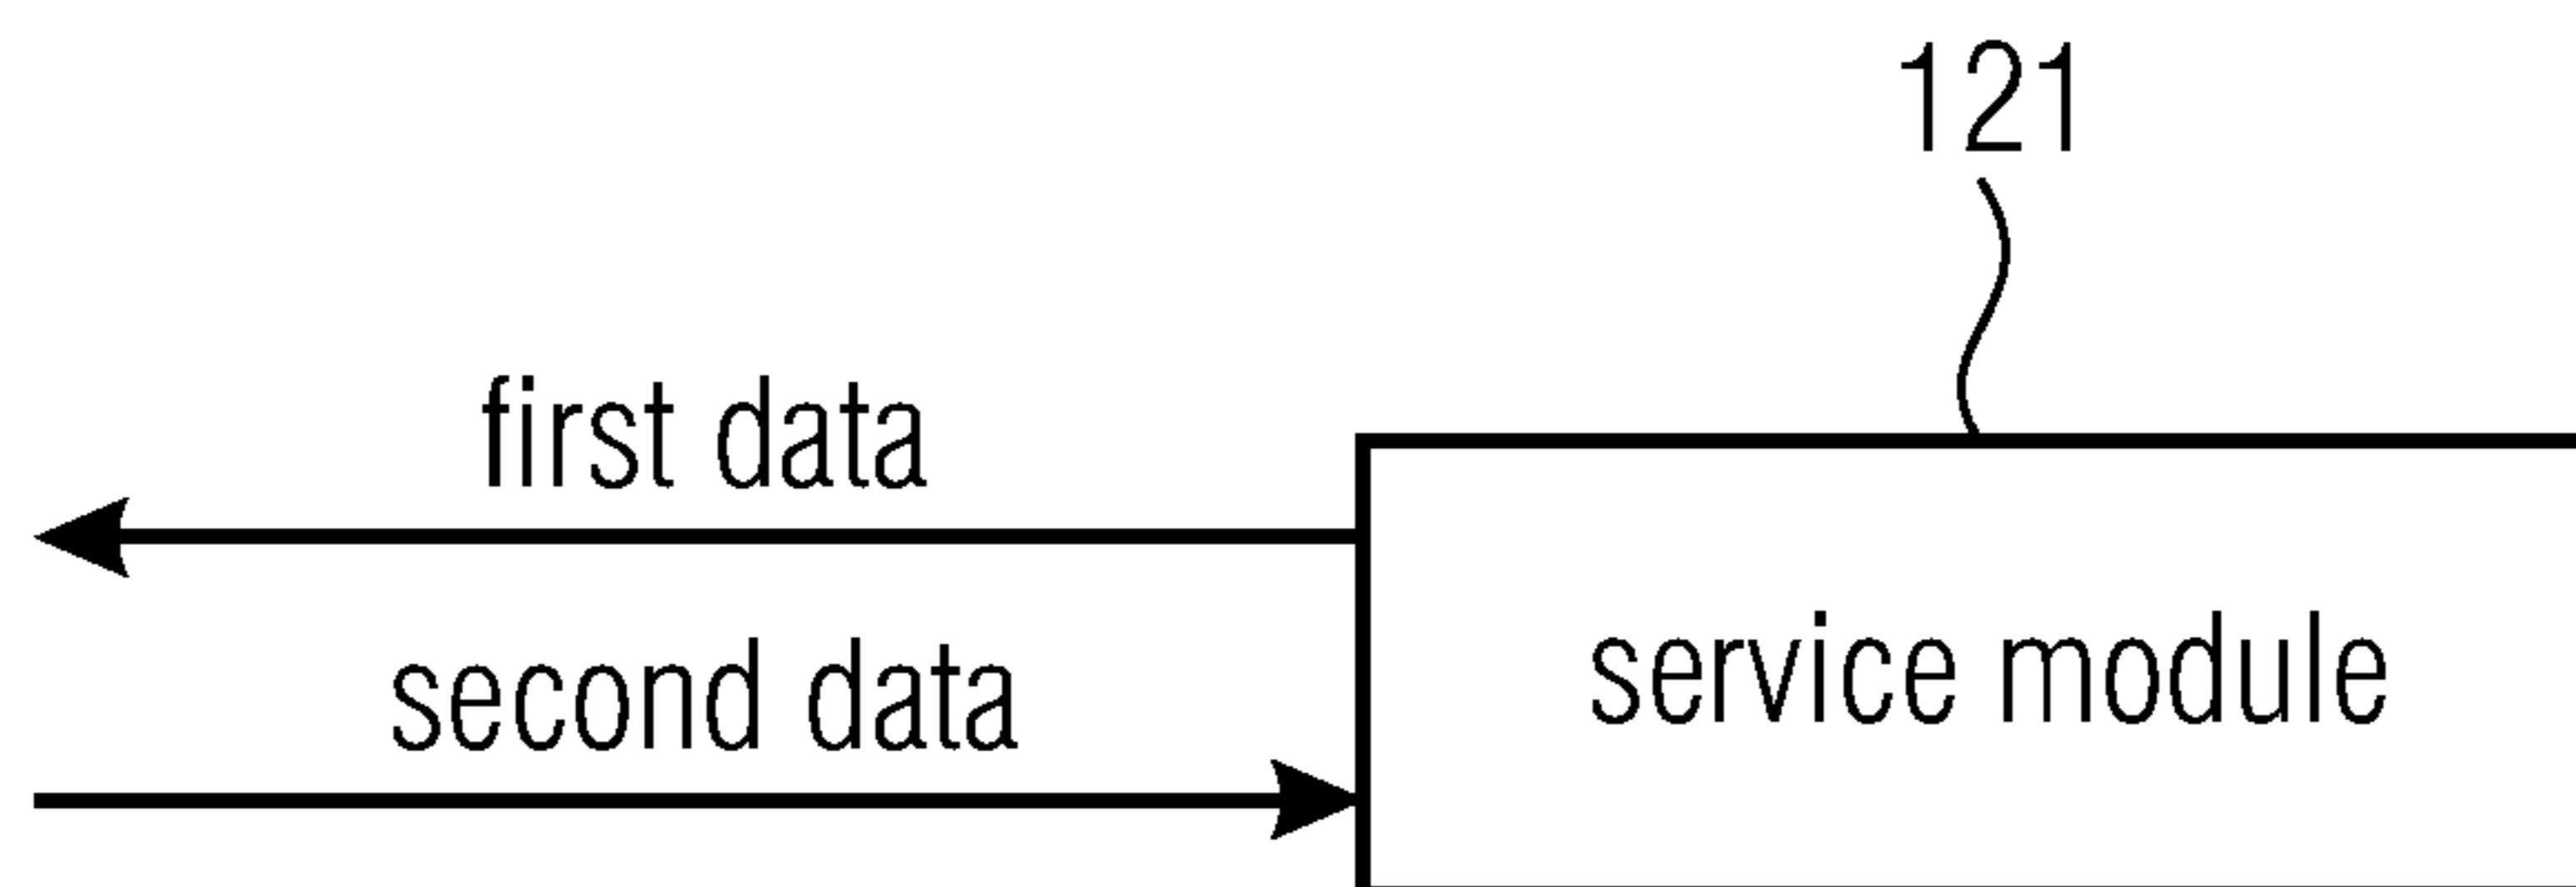 121
first data
service module
second data